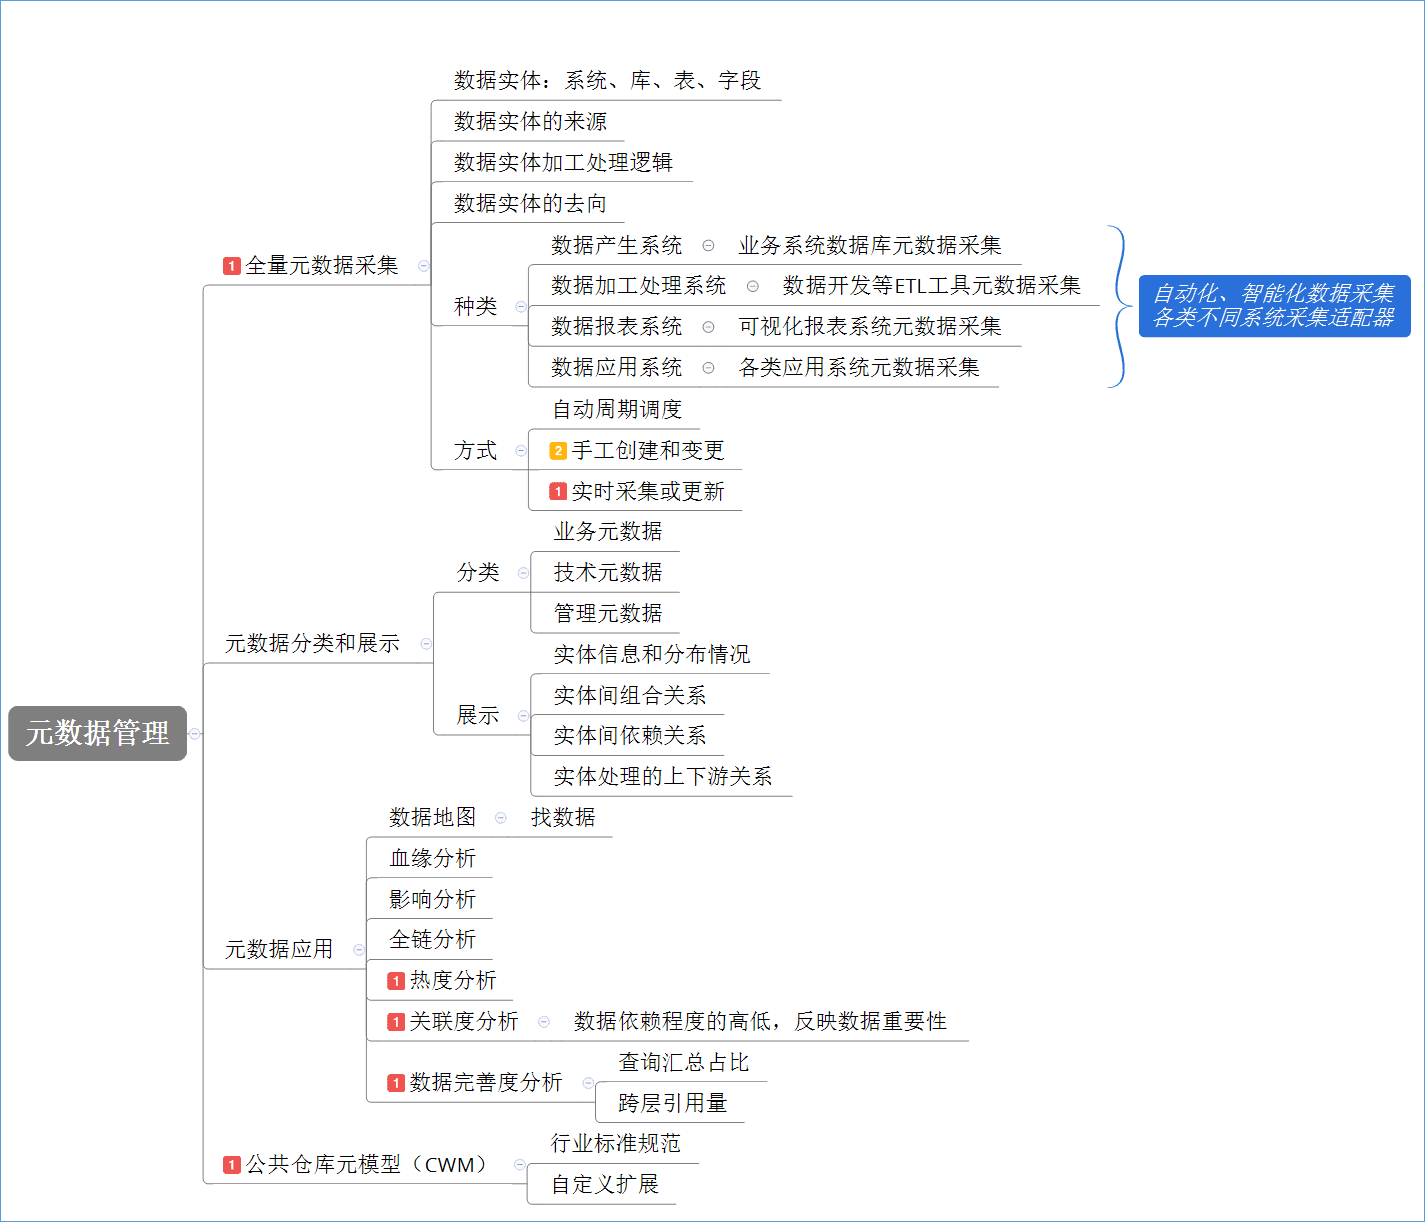 数据实体：系统、库、表、字段
数据实体的来源
数据实体加工处理逻辑
数据实体的去向
1 全量元数据采集
种类
数据产生系统 业务系统数据库元数据采集
数据加工处理系统 数据开发等ETL工具元数据采集
数据报表系统 可视化报表系统元数据采集
数据应用系统 各类应用系统元数据采集
自动化、智能化数据采集
各类不同系统采集适配器
方式
自动周期调度
2 手工创建和变更
1 实时采集或更新
元数据分类和展示
分类
业务元数据
技术元数据
管理元数据
展示
实体信息和分布情况
实体间组合关系
实体间依赖关系
实体处理的上下游关系
元数据管理
元数据应用
数据地图 找数据
血缘分析
影响分析
全链分析
1 热度分析
1 关联度分析 数据依赖程度的高低，反映数据重要性
1 数据完善度分析
查询汇总占比
跨层引用量
1 公共仓库元模型（CWM）
行业标准规范
自定义扩展